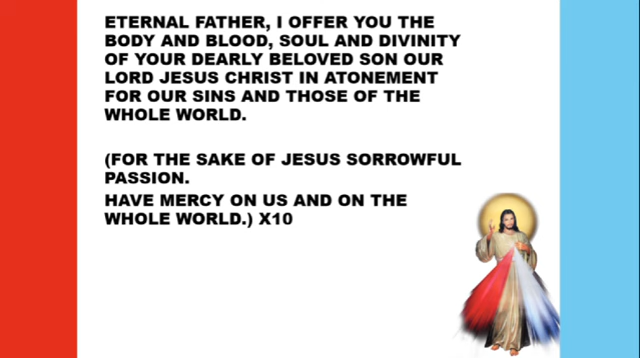 ETERNAL FATHER, I OFFER YOU THE
BODY AND BLOOD, SOUL AND DIVINITY
OF YOUR DEARLY BELOVED SON OUR
LORD JESUS CHRIST IN ATONEMENT
FOR OUR SINS AND THOSE OF THE
WHOLE WORLD.
(FOR THE SAKE OF JESUS SORROWFUL
PASSION.
HAVE MERCY ON US AND ON THE
WHOLE WORLD.) X10